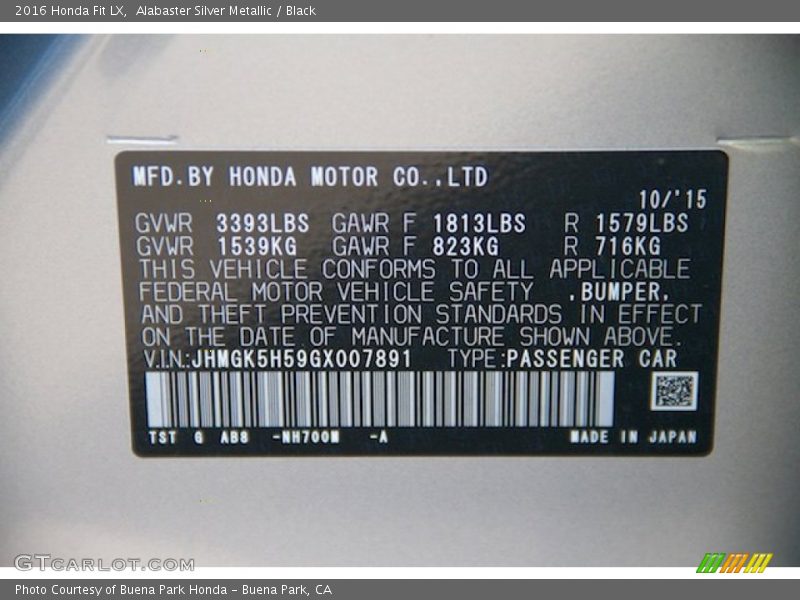 2016 Honda Fit LX,  Alabaster Silver Metallic / Black
MFD.BY HONDA MOTOR CO.,LTD
10/'15
GVWR 3393LBS GAWR F 1813LBS R 1579LBS
GVWR 1539KG GAWR F 823KG R 716KG
THIS VEHICLE CONFORMS TO ALL APPLICABLE
FEDERAL MOTOR VEHICLE SAFETY ,BUMPER,
AND THEFT PREVENTION STANDARDS IN EFFECT
ON THE DATE OF MANUFACTURE SHOWN ABOVE.
V.IN.:JHMGK5H59GX007891 TYPE:PASSENGER CAR
TST G AB8 -NH700M -A MADE IN JAPAN
GTCARLOT.COM
Photo Courtesy of Buena Park Honda – Buena Park, CA